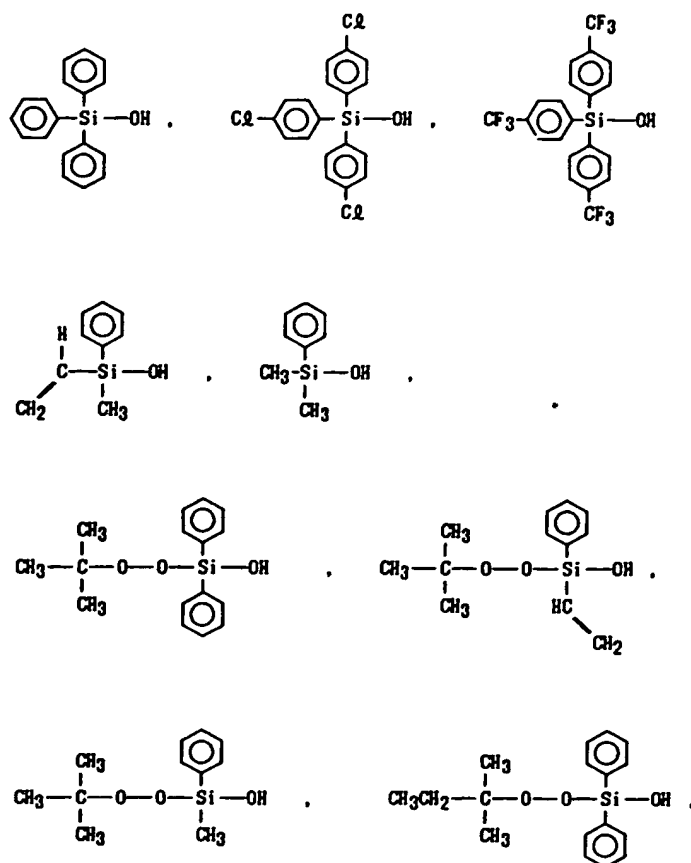 Cl CF3
Si OH , Cl Si OH , CF3 Si OH
Cl CF3
H
C Si OH , CH3 Si OH ,
CH2 CH3 CH3 .
CH3 CH3
CH3 C O O Si OH , CH3 C O O Si OH ,
CH3 CH3 HC
CH2
CH3 CH3
CH3 C O O Si OH , CH3CH2 C O O Si OH ,
CH3 CH3 CH3